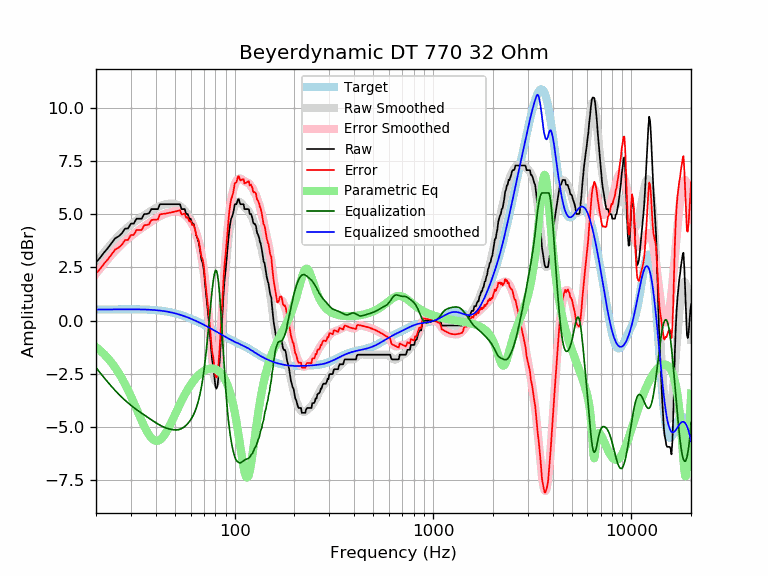 Beyerdynamic DT 770 32 Ohm
Target
Raw Smoothed
Error Smoothed
Raw
Error
Parametric Eq
Equalization
Equalized smoothed
Amplitude (dBr)
10.0
7.5
5.0
2.5
0.0
−2.5
−5.0
−7.5
100
1000
10000
Frequency (Hz)